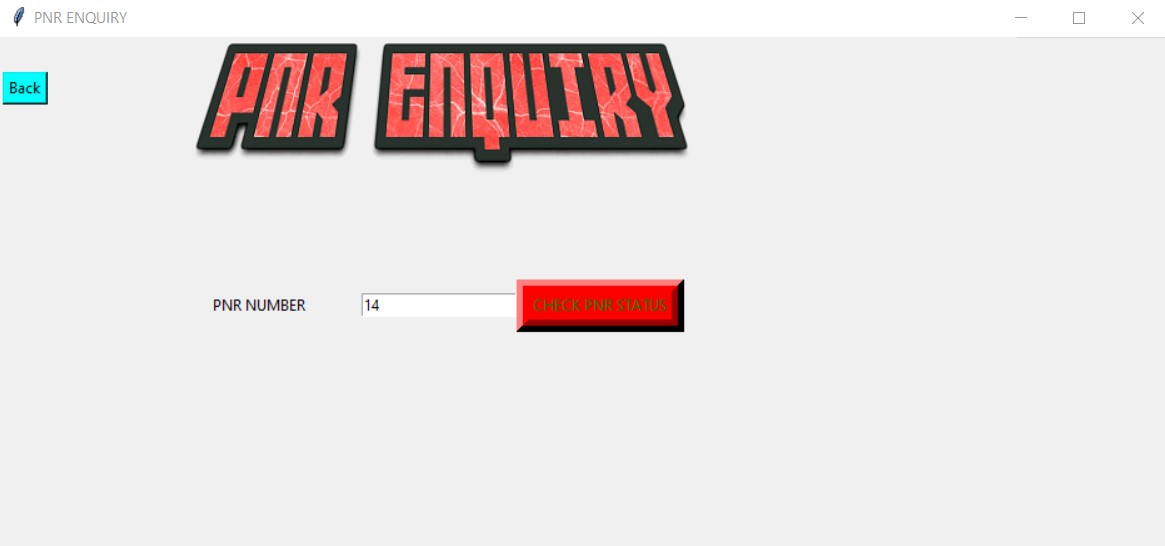 PNR ENQUIRY
PNR ENQUIRY
Back
PNR NUMBER 14 CHECK PNR STATUS